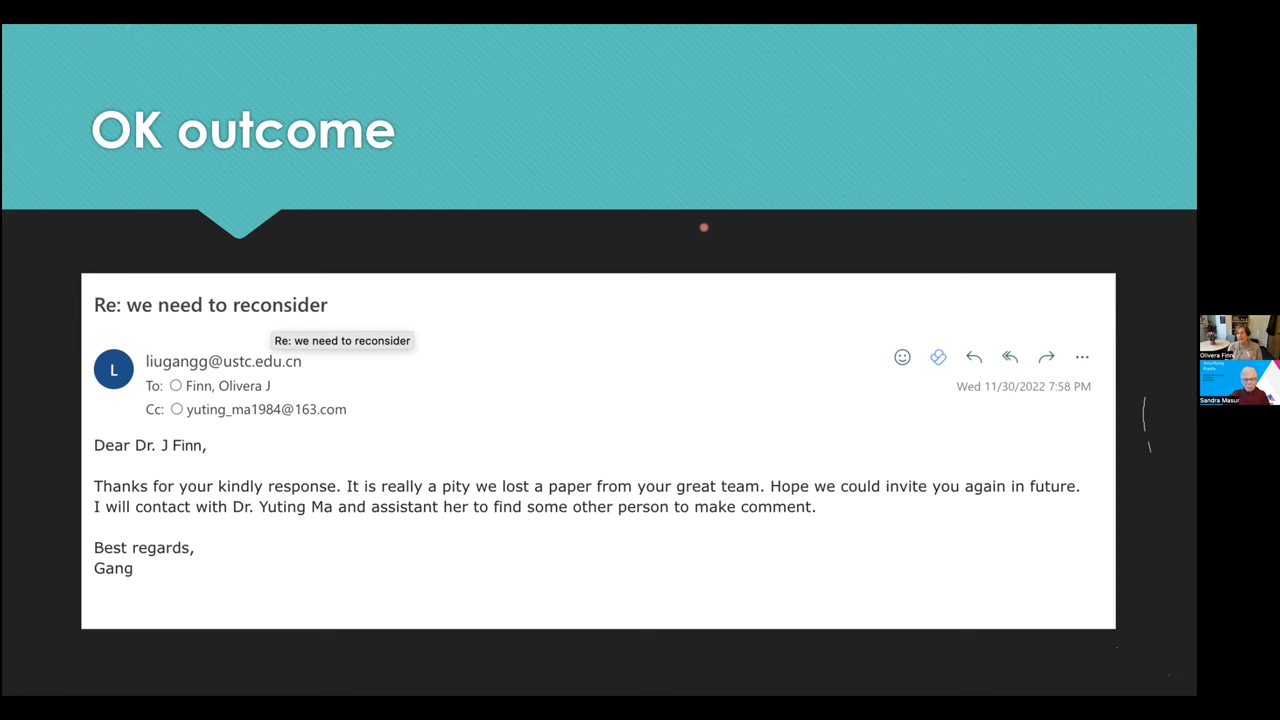 OK outcome
Re: we need to reconsider
Re: we need to reconsider
L
liugangg@ustc.edu.cn
To: Finn, Olivera J
Wed 11/30/2022 7:58 PM
Cc: yuting_ma1984@163.com
Dear Dr. J Finn,
Thanks for your kindly response. It is really a pity we lost a paper from your great team. Hope we could invite you again in future.
I will contact with Dr. Yuting Ma and assistant her to find some other person to make comment.
Best regards,
Gang
Olivera Finn
Amplifying
Equity
Sandra Masur